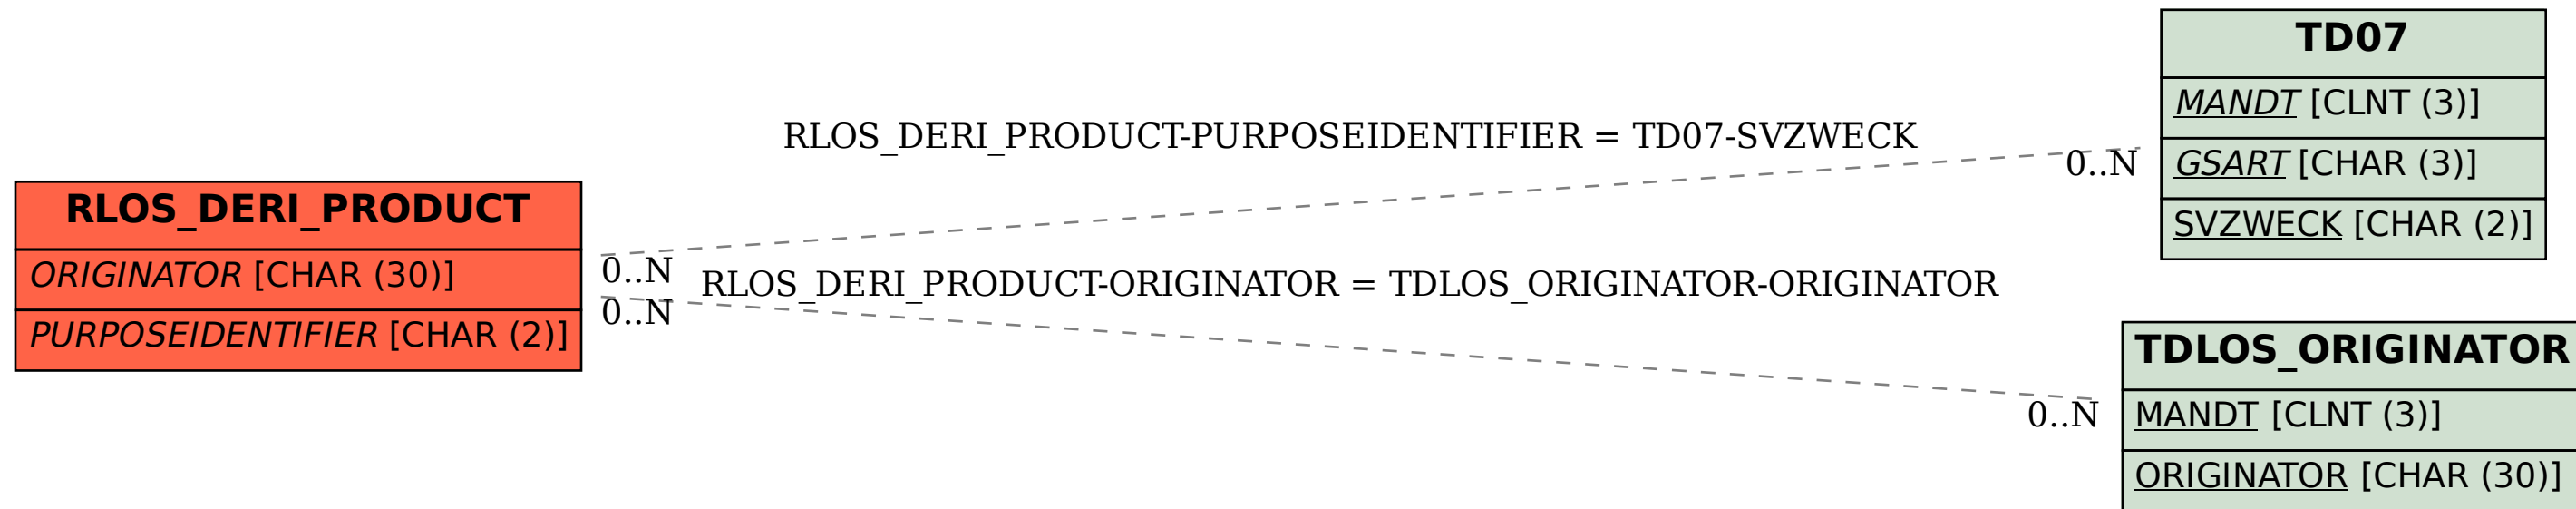 TD07
MANDT [CLNT (3)]
GSART [CHAR (3)]
SVZWECK [CHAR (2)]
RLOS_DERI_PRODUCT-PURPOSEIDENTIFIER = TD07-SVZWECK
0..N
RLOS_DERI_PRODUCT
ORIGINATOR [CHAR (30)]
PURPOSEIDENTIFIER [CHAR (2)]
0..N
RLOS_DERI_PRODUCT-ORIGINATOR = TDLOS_ORIGINATOR-ORIGINATOR
0..N
0..N
TDLOS_ORIGINATOR
MANDT [CLNT (3)]
ORIGINATOR [CHAR (30)]